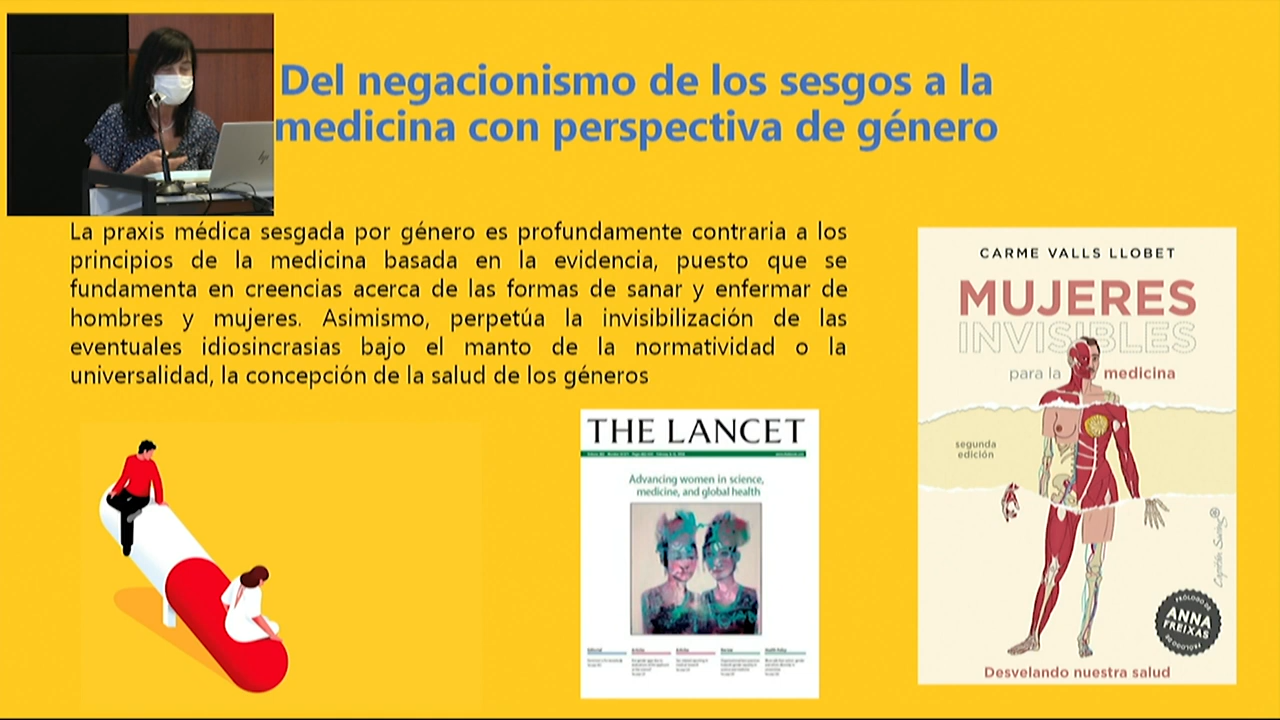 Del negacionismo de los sesgos a la
medicina con perspectiva de género
hp
La praxis médica sesgada por género es profundamente contraria a los
principios de la medicina basada en la evidencia, puesto que se
fundamenta en creencias acerca de las formas de sanar y enfermar de
hombres y mujeres. Asimismo, perpetúa la invisibilización de las
eventuales idiosincrasias bajo el manto de la normatividad o la
universalidad, la concepción de la salud de los géneros
THE LANCET
Advancing women in science,
medicine, and global health
CARME VALLS LLOBET
MUJERES
INVISIBLES
para la medicina
segunda
edición
Capitán Swing
PRÓLOGO DE
ANNA
FREIXAS
PRÓLOGO DE
Desvelando nuestra salud